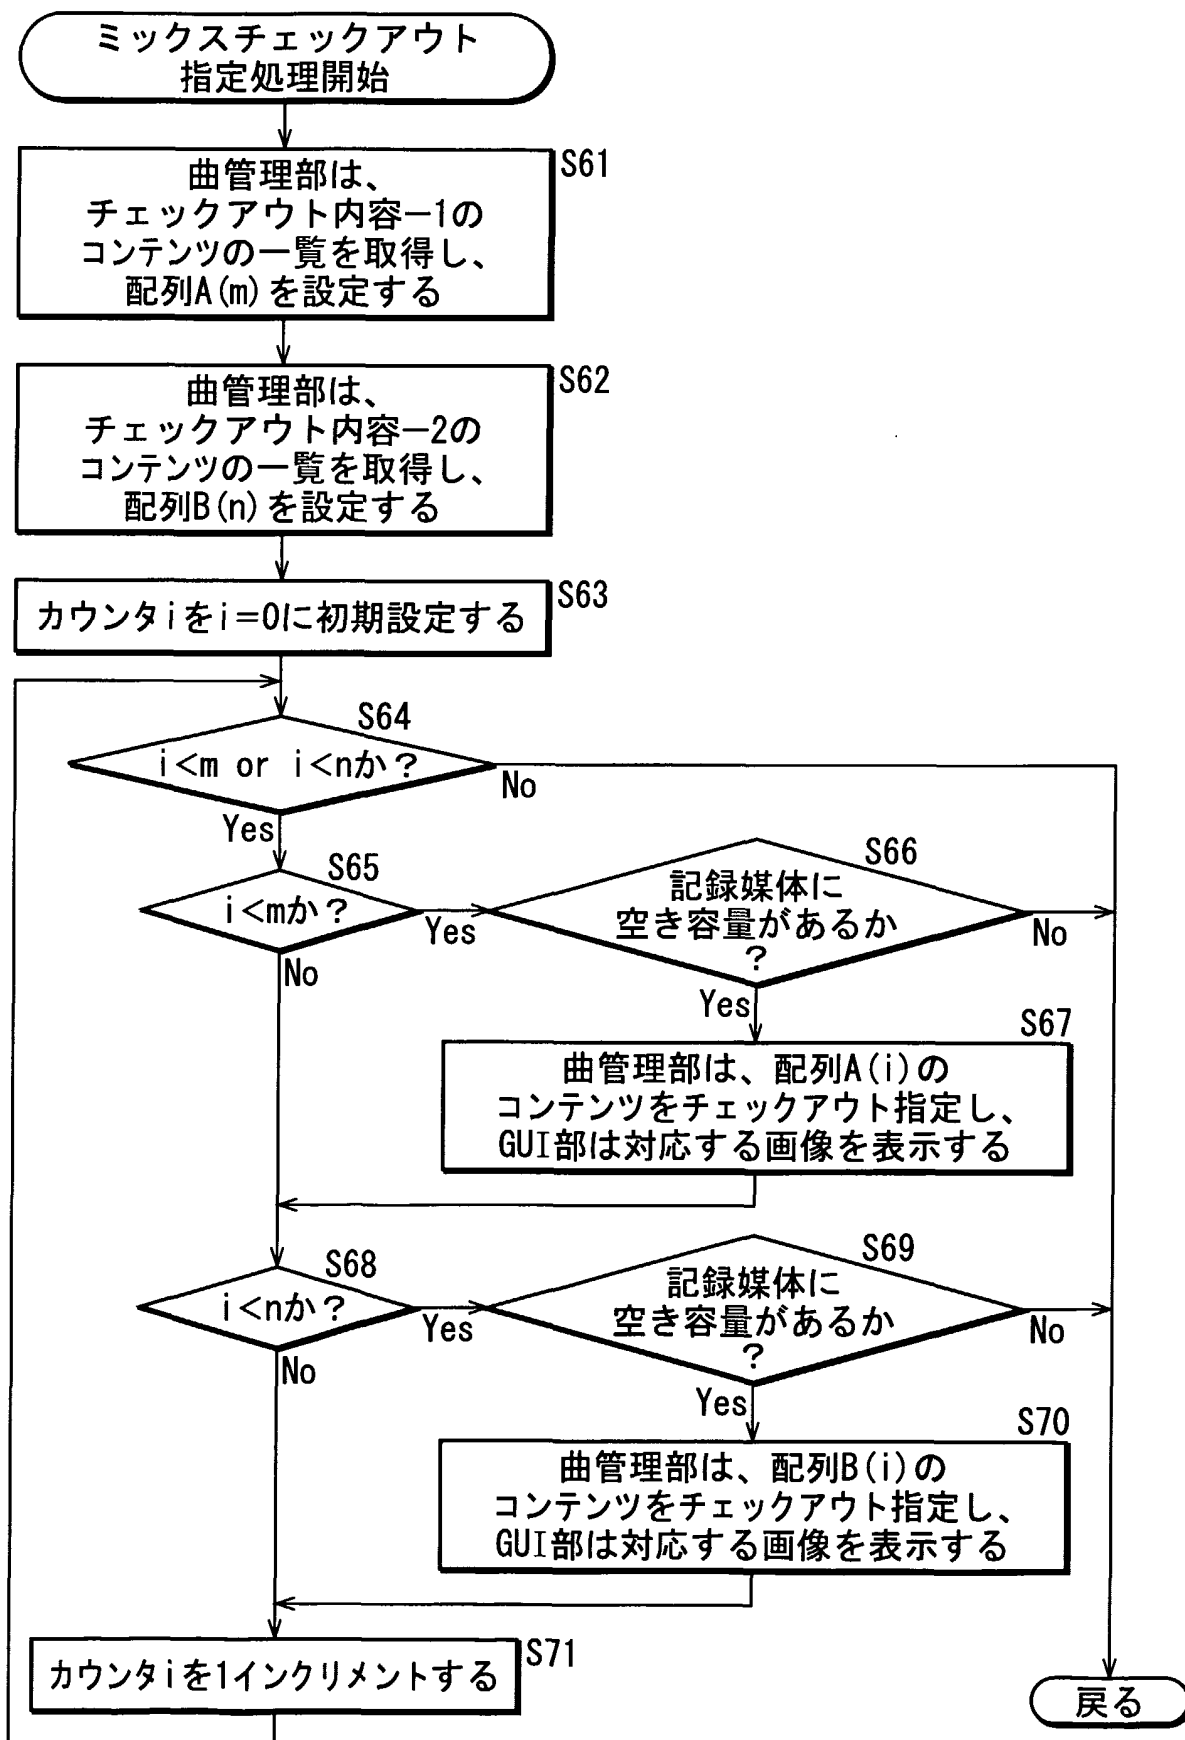 ミックスチェックアウト
指定処理開始
S61
曲管理部は、
チェックアウト内容－1の
コンテンツの一覧を取得し、
配列A(m)を設定する
S62
曲管理部は、
チェックアウト内容－2の
コンテンツの一覧を取得し、
配列B(n)を設定する
S63
カウンタiをi=0に初期設定する
S64
i<m or i<nか？
No
Yes
S65
i<mか？
Yes
No
S66
記録媒体に
空き容量があるか
？
No
Yes
S67
曲管理部は、配列A(i)の
コンテンツをチェックアウト指定し、
GUI部は対応する画像を表示する
S68
i<nか？
Yes
No
S69
記録媒体に
空き容量があるか
？
No
Yes
S70
曲管理部は、配列B(i)の
コンテンツをチェックアウト指定し、
GUI部は対応する画像を表示する
S71
カウンタiを1インクリメントする
戻る